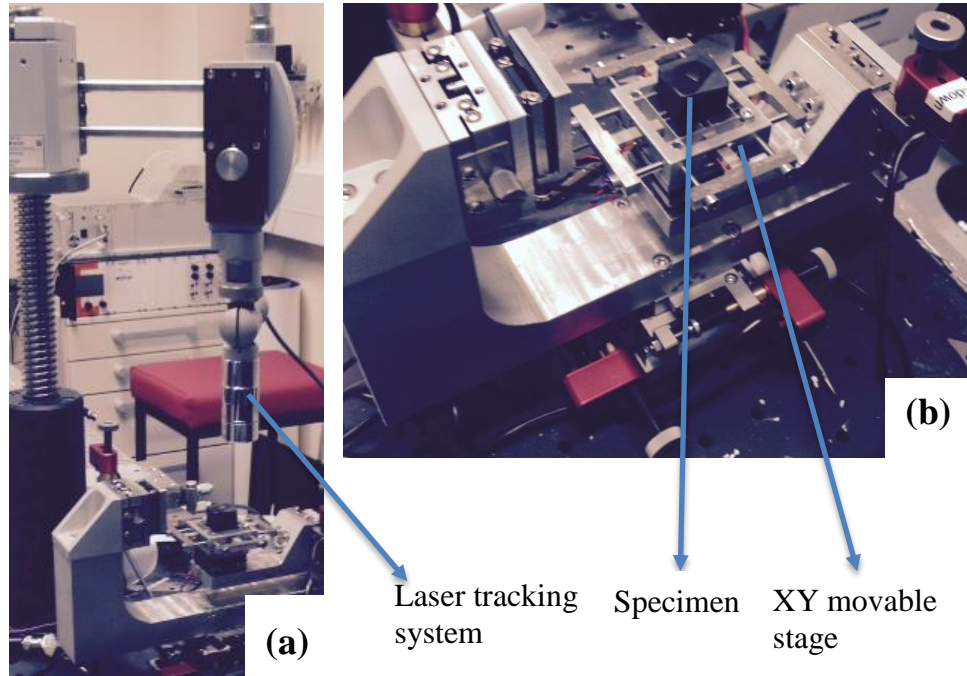 (a)
(b)
Laser tracking
system
Specimen
XY movable
stage